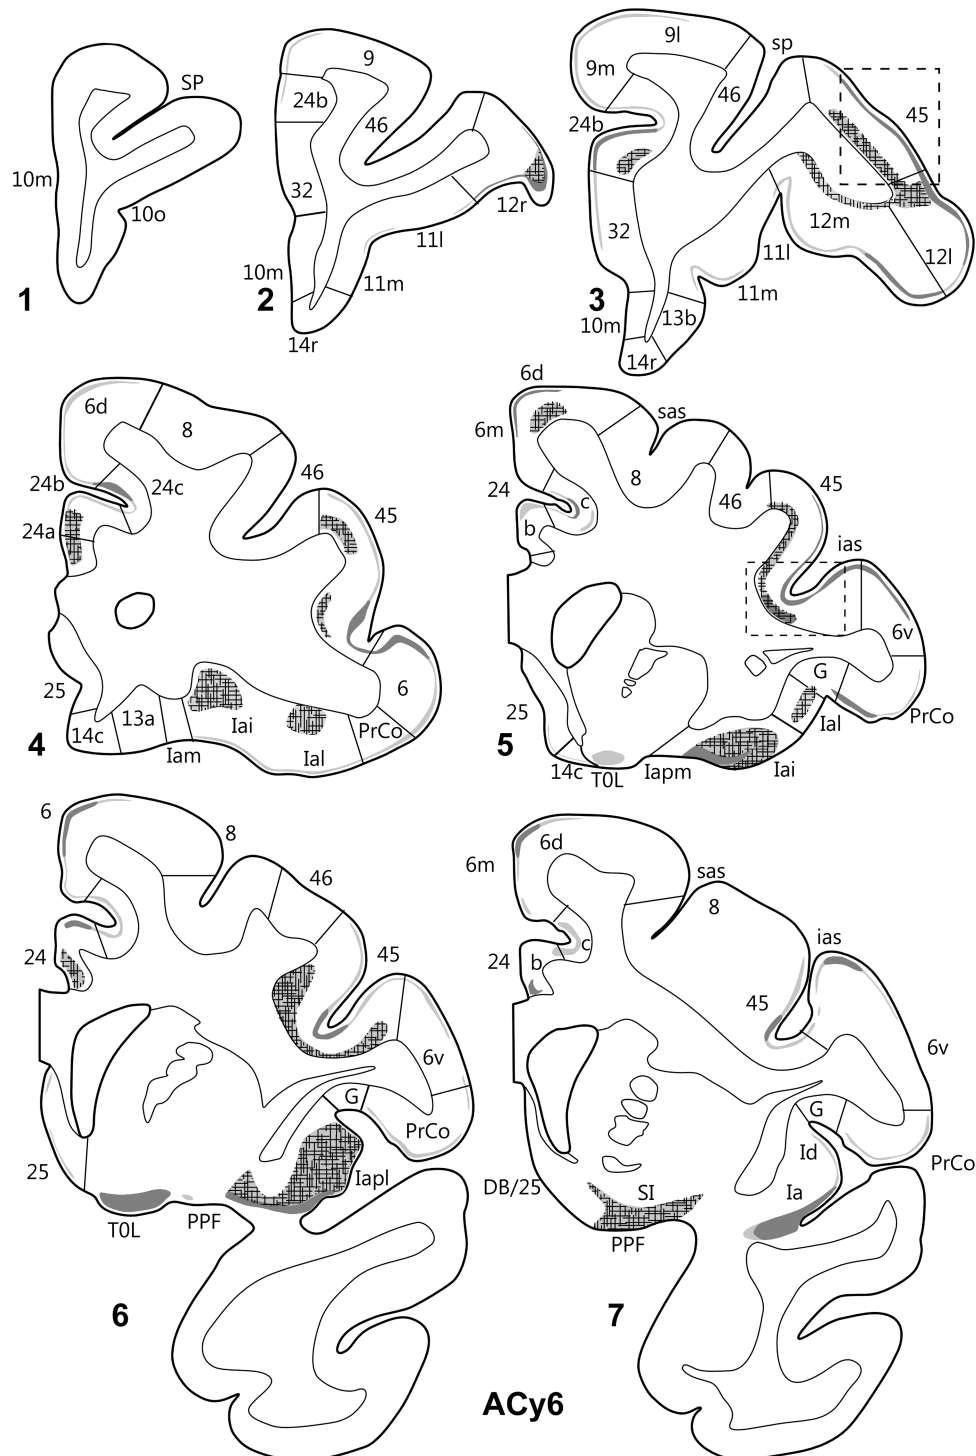 SP
10m
10o
1
9
24b
46
32
12r
11l
10m
11m
2
14r
9l
sp
9m
46
45
24b
12m
32
11l
12l
11m
3
13b
10m
14r
6d
8
46
24b
24c
45
24a
25
6
13a
Iai
PrCo
14c
4
Iam
Ial
6d
sas
6m
8
45
24
c
46
b
ias
6v
G
25
Ial
PrCo
5
14c
TOL
Iapm
Iai
6
8
46
24
45
6v
G
PrCo
25
Iapl
TOL
PPF
6
6d
6m
sas
8
ias
24
c
b
45
6v
G
Id
PrCo
DB/25
SI
Ia
PPF
7
ACy6